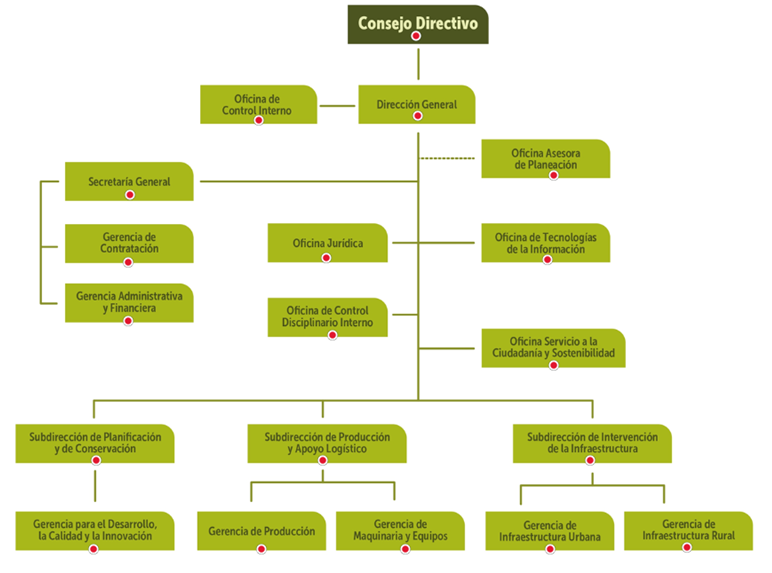 Consejo Directivo
Oficina de
Control Interno
Dirección General
Oficina Asesora
de Planeación
Secretaría General
Gerencia de
Contratación
Oficina Jurídica
Oficina de Tecnologías
de la Información
Gerencia Administrativa
y Financiera
Oficina de Control
Disciplinario Interno
Oficina Servicio a la
Ciudadanía y Sostenibilidad
Subdirección de Planificación
y de Conservación
Subdirección de Producción
y Apoyo Logístico
Subdirección de Intervención
de la Infraestructura
Gerencia para el Desarrollo,
la Calidad y la Innovación
Gerencia de Producción
Gerencia de
Maquinaria y Equipos
Gerencia de
Infraestructura Urbana
Gerencia de
Infraestructura Rural